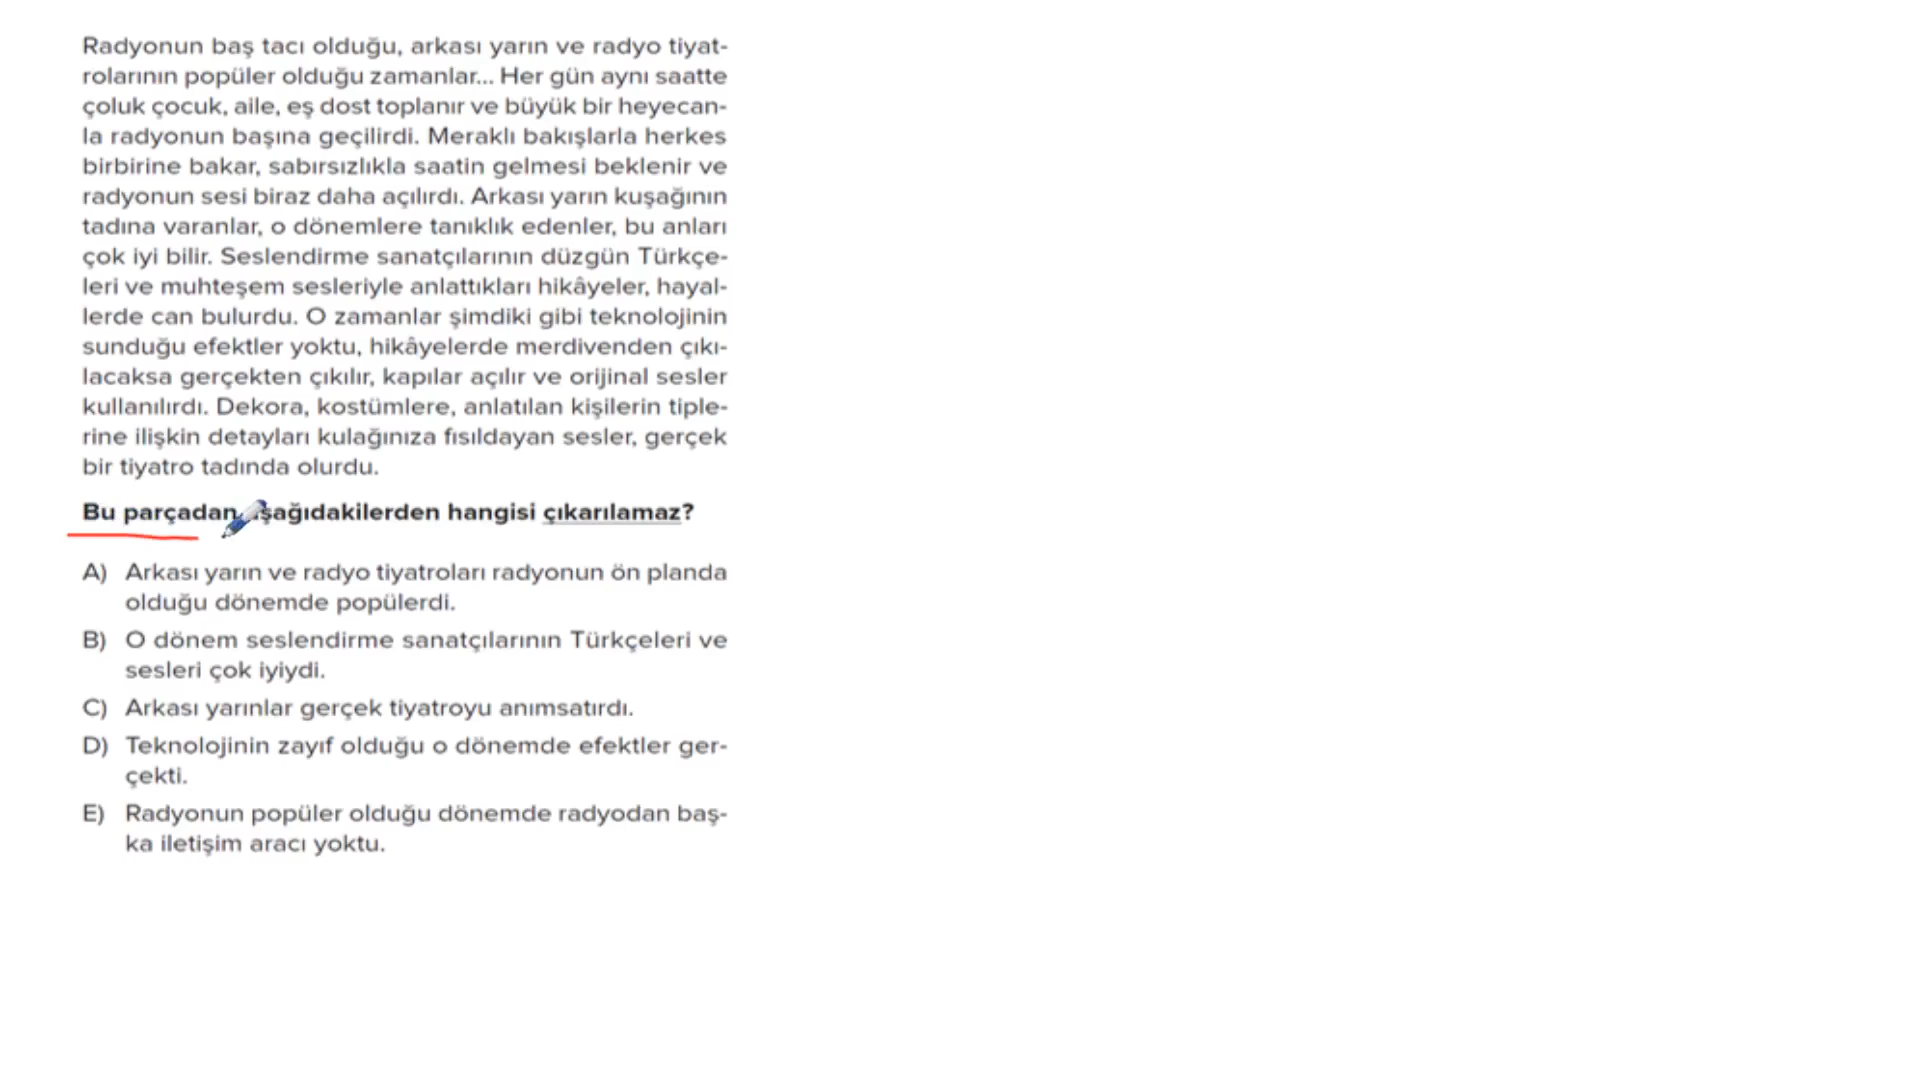 Radyonun baş tacı olduğu, arkası yarın ve radyo tiyat-
rolarının popüler olduğu zamanlar... Her gün aynı saatte
çoluk çocuk, aile, eş dost toplanır ve büyük bir heyecan-
la radyonun başına geçilirdi. Meraklı bakışlarla herkes
birbirine bakar, sabırsızlıkla saatin gelmesi beklenir ve
radyonun sesi biraz daha açılırdı. Arkası yarın kuşağının
tadına varanlar, o dönemlere tanıklık edenler, bu anları
çok iyi bilir. Seslendirme sanatçılarının düzgün Türkçe-
leri ve muhteşem sesleriyle anlattıkları hikâyeler, hayal-
lerde can bulurdu. O zamanlar şimdiki gibi teknolojinin
sunduğu efektler yoktu, hikâyelerde merdivenden çıkı-
lacaksa gerçekten çıkılır, kapılar açılır ve orijinal sesler
kullanılırdı. Dekora, kostümlere, anlatılan kişilerin tiple-
rine ilişkin detayları kulağınıza fısıldayan sesler, gerçek
bir tiyatro tadında olurdu.
Bu parçadan aşağıdakilerden hangisi çıkarılamaz?
A) Arkası yarın ve radyo tiyatroları radyonun ön planda
olduğu dönemde popülerdi.
B) O dönem seslendirme sanatçılarının Türkçeleri ve
sesleri çok iyiydi.
C) Arkası yarınlar gerçek tiyatroyu anımsatırdı.
D) Teknolojinin zayıf olduğu o dönemde efektler ger-
çekti.
E) Radyonun popüler olduğu dönemde radyodan baş-
ka iletişim aracı yoktu.